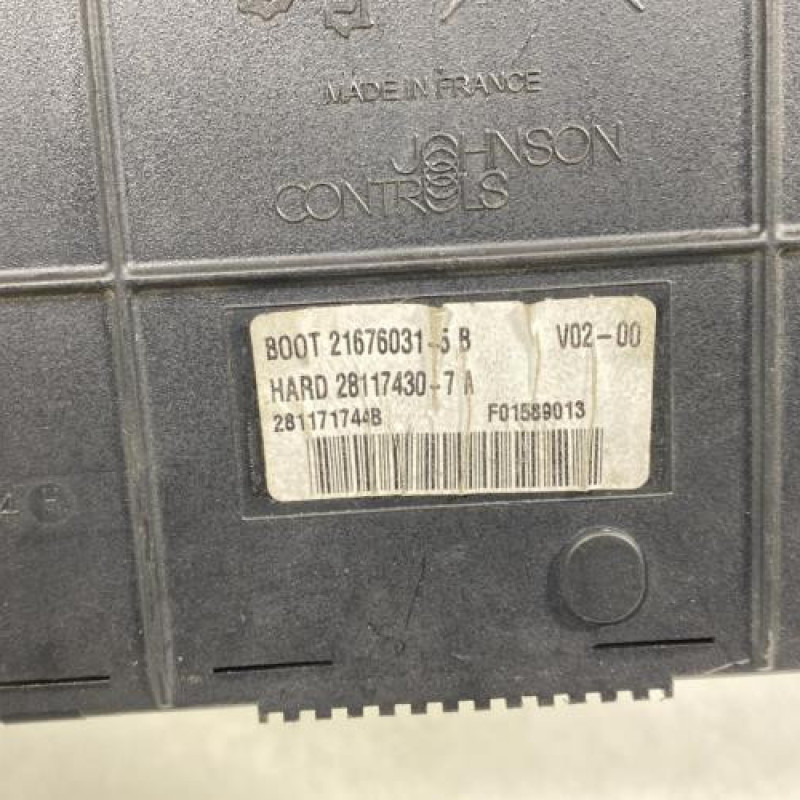 MADE IN FRANCE
JOHNSON
CONTROLS
BOOT 21676031-5 B V02-00
HARD 28117430-7 A
281171744B F01589013